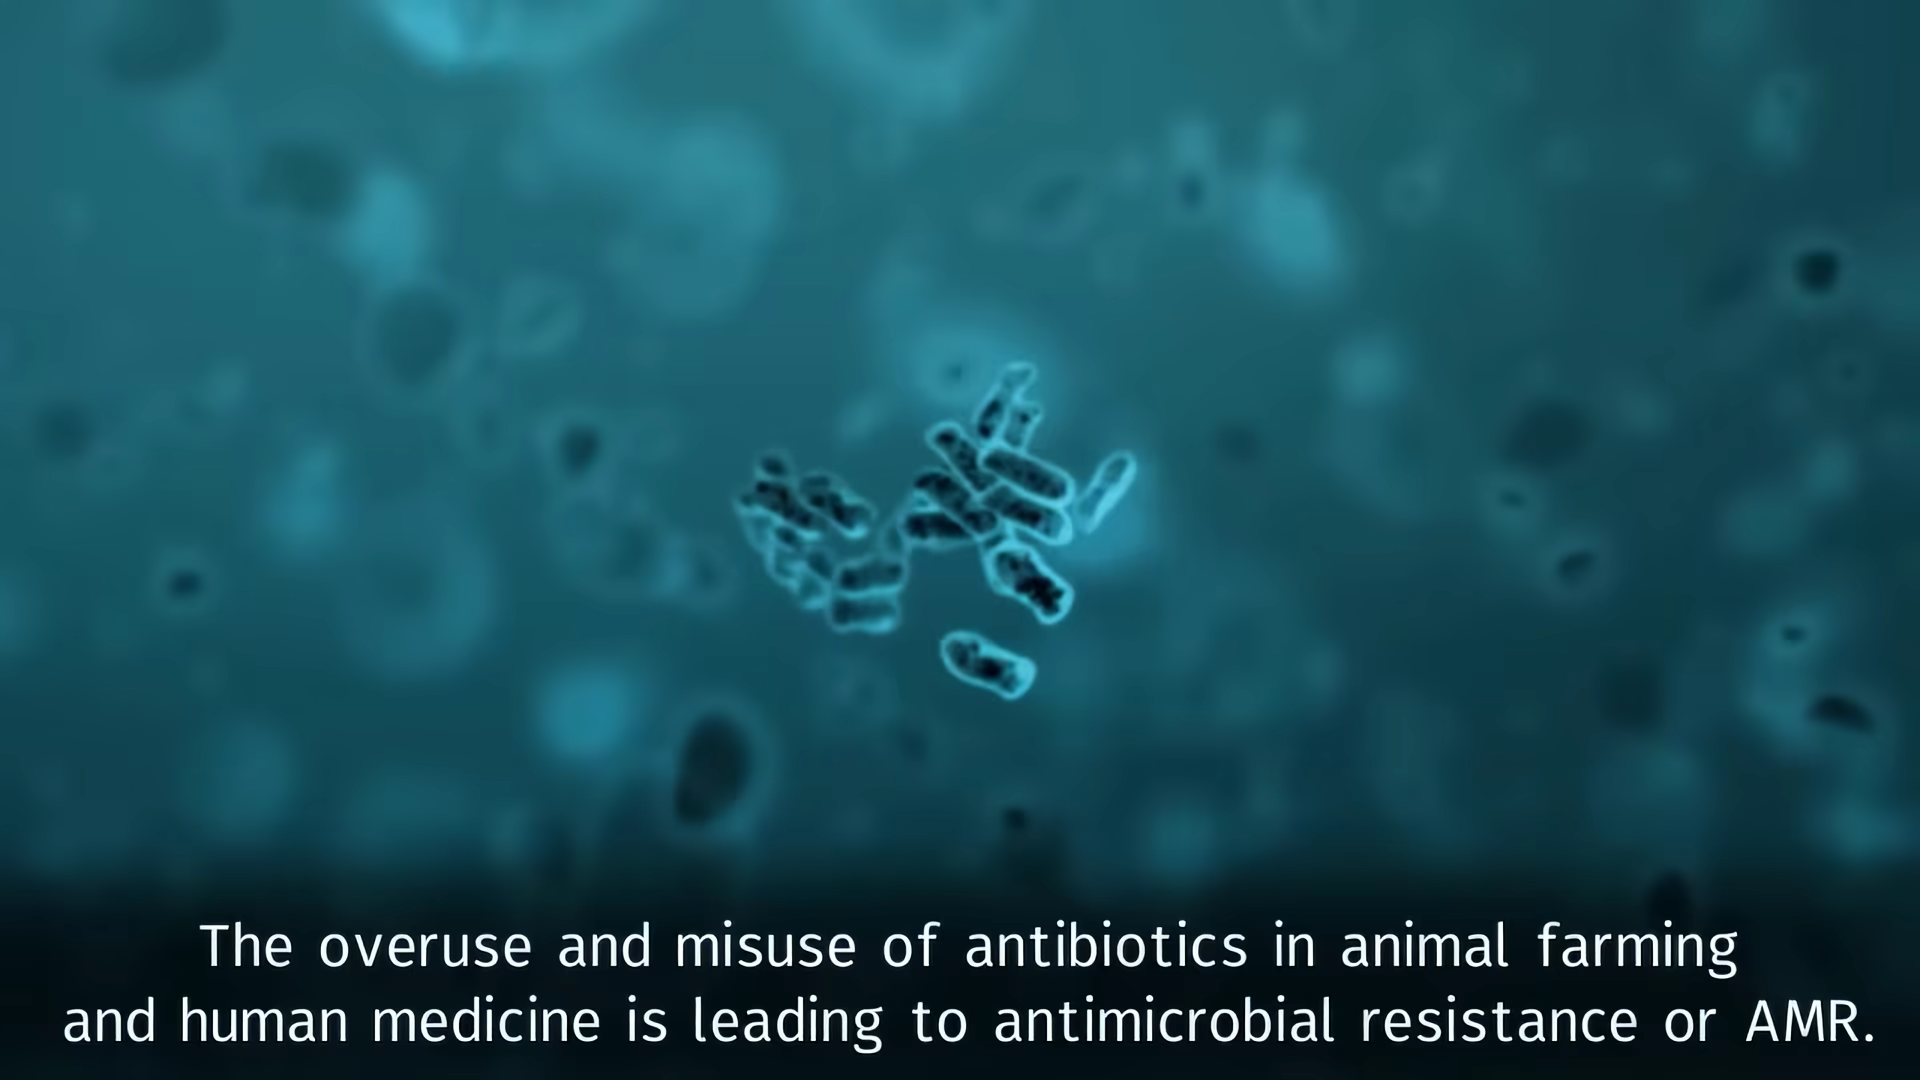 The overuse and misuse of antibiotics in animal farming
and human medicine is leading to antimicrobial resistance or AMR.